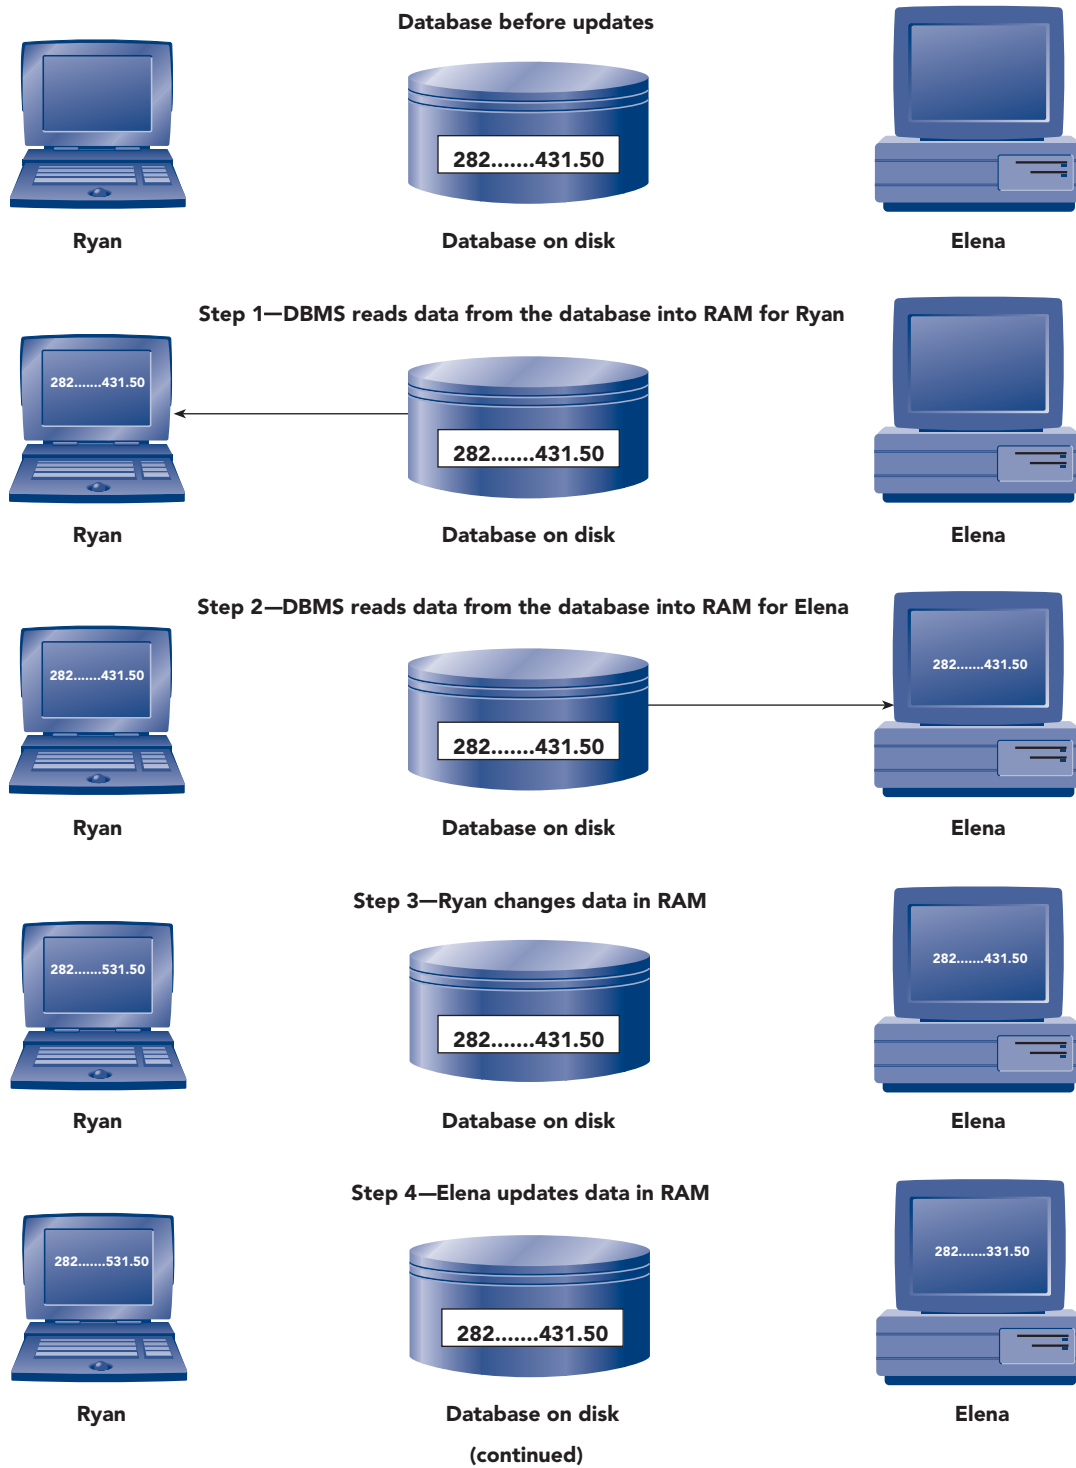 Database before updates
282.......431.50
Ryan
Database on disk
Elena
Step 1—DBMS reads data from the database into RAM for Ryan
282.......431.50
282.......431.50
Ryan
Database on disk
Elena
Step 2—DBMS reads data from the database into RAM for Elena
282.......431.50
282.......431.50
282.......431.50
Ryan
Database on disk
Elena
Step 3—Ryan changes data in RAM
282.......531.50
282.......431.50
282.......431.50
Ryan
Database on disk
Elena
Step 4—Elena updates data in RAM
282.......531.50
282.......431.50
282.......331.50
Ryan
Database on disk
Elena
(continued)